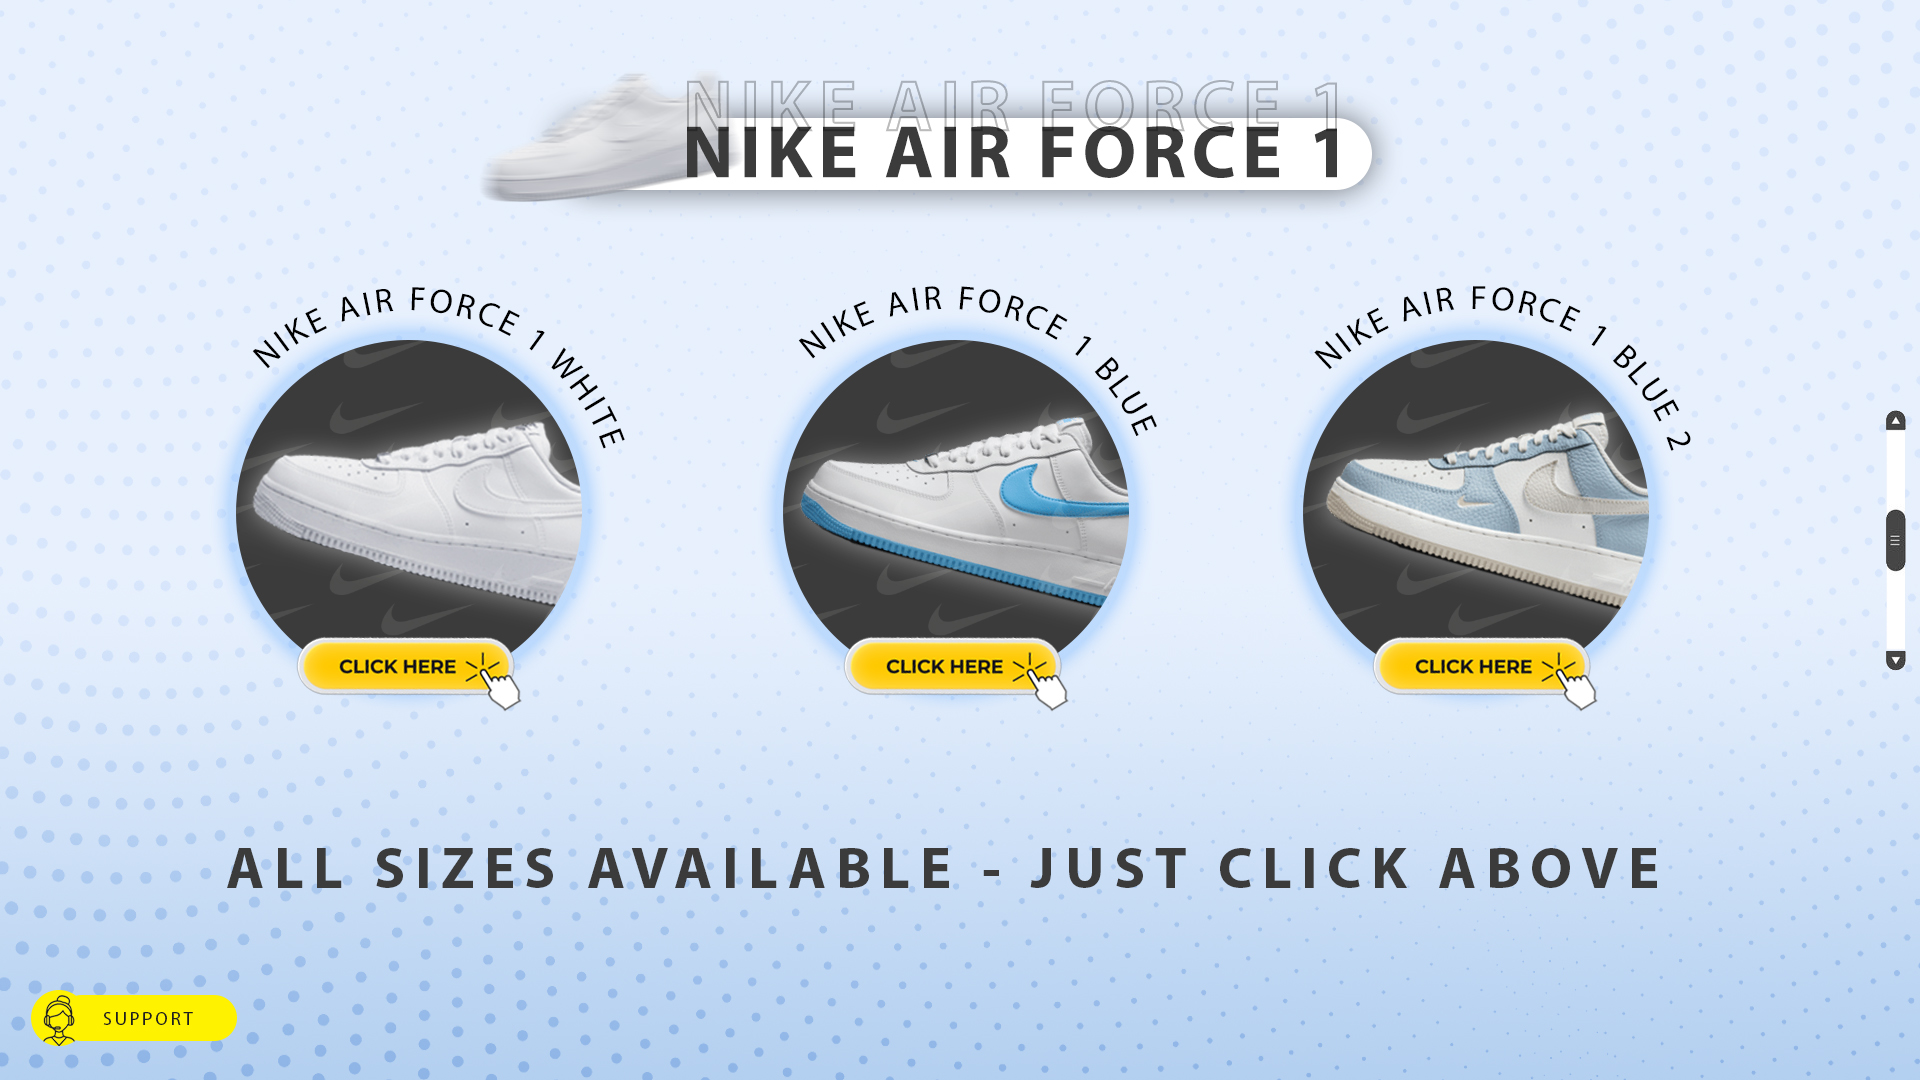 NIKE AIR FORCE 1
NIKE AIR FORCE 1
NIKE AIR FORCE 1 WHITE
NIKE AIR FORCE 1 BLUE
NIKE AIR FORCE 1 BLUE 2
CLICK HERE
CLICK HERE
CLICK HERE
ALL SIZES AVAILABLE - JUST CLICK ABOVE
SUPPORT